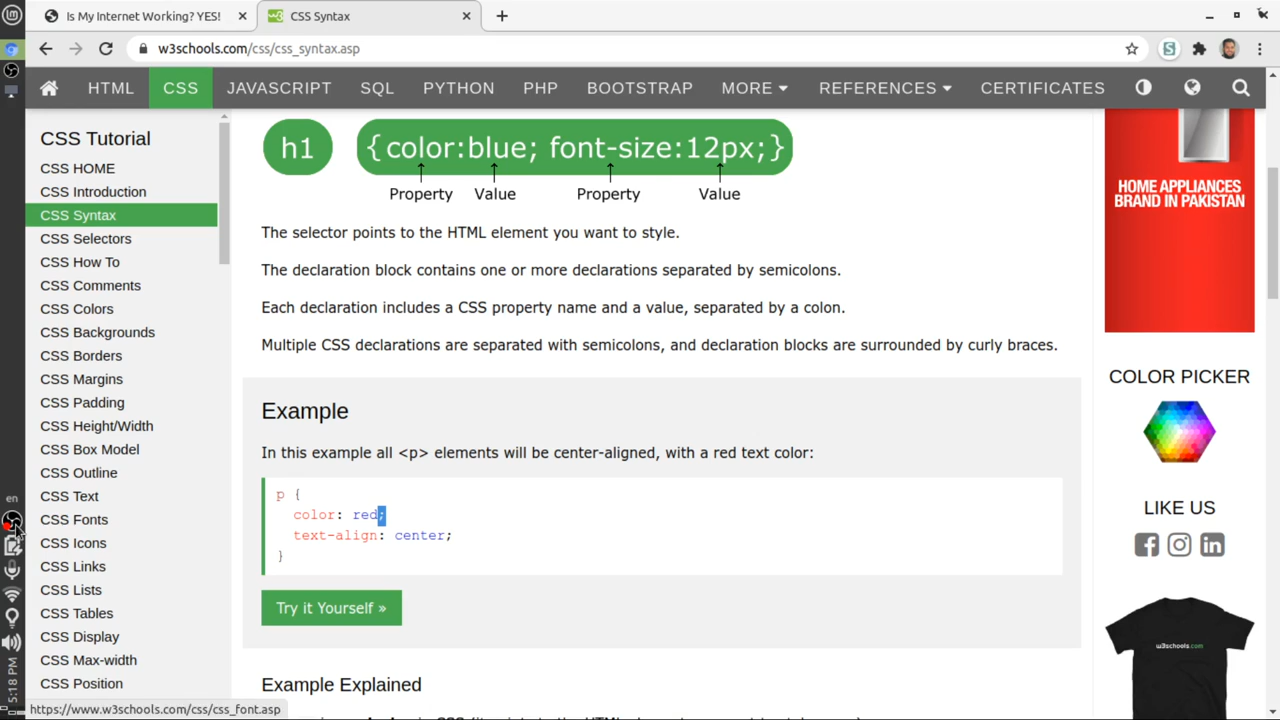 Is My Internet Working? YES!
CSS Syntax
w3schools.com/css/css_syntax.asp
HTML
CSS
JAVASCRIPT
SQL
PYTHON
PHP
BOOTSTRAP
MORE
REFERENCES
CERTIFICATES
CSS Tutorial
CSS HOME
CSS Introduction
CSS Syntax
CSS Selectors
CSS How To
CSS Comments
CSS Colors
CSS Backgrounds
CSS Borders
CSS Margins
CSS Padding
CSS Height/Width
CSS Box Model
CSS Outline
CSS Text
CSS Fonts
CSS Icons
CSS Links
CSS Lists
CSS Tables
CSS Display
CSS Max-width
CSS Position
h1 {color:blue; font-size:12px;}
Property Value Property Value
The selector points to the HTML element you want to style.
The declaration block contains one or more declarations separated by semicolons.
Each declaration includes a CSS property name and a value, separated by a colon.
Multiple CSS declarations are separated with semicolons, and declaration blocks are surrounded by curly braces.
Example
In this example all <p> elements will be center-aligned, with a red text color:
p {
color: red;
text-align: center;
}
Try it Yourself »
Example Explained
HOME APPLIANCES
BRAND IN PAKISTAN
COLOR PICKER
LIKE US
w3schools.com
en
5:18 PM
https://www.w3schools.com/css/css_font.asp